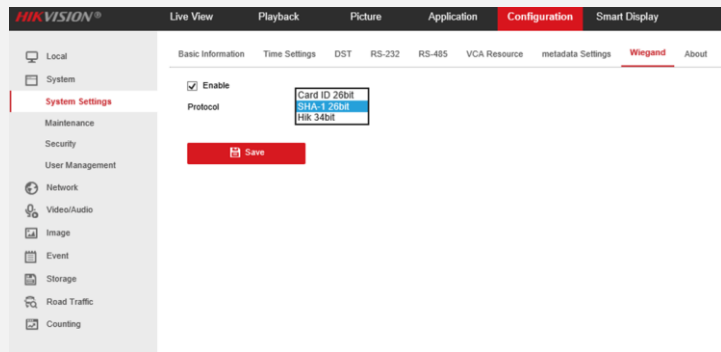 HIKVISION®
Live View Playback Picture Application Configuration Smart Display
Local
System
System Settings
Maintenance
Security
User Management
Network
Video/Audio
Image
Event
Storage
Road Traffic
Counting
Basic Information Time Settings DST RS-232 RS-485 VCA Resource metadata Settings Wiegand About
Enable
Protocol
Card ID 26bit
SHA-1 26bit
Hik 34bit
Save